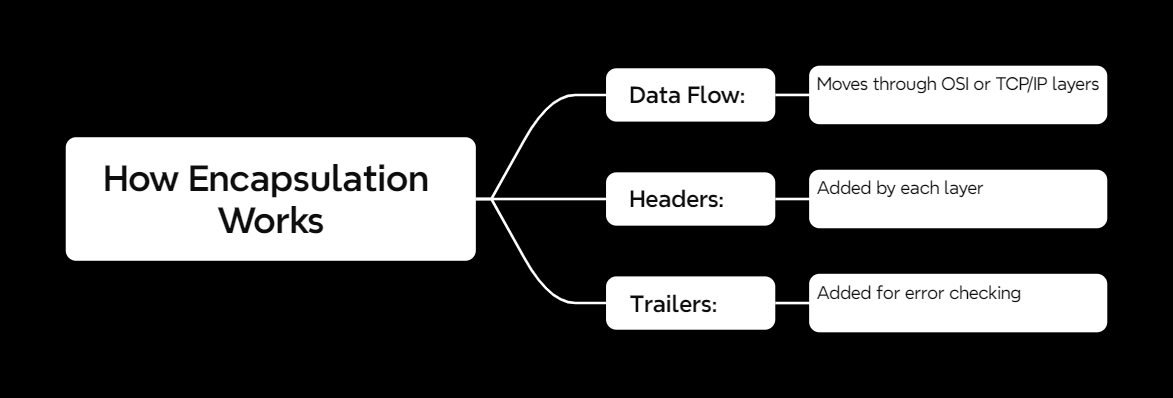 How Encapsulation
Works
Data Flow:
Moves through OSI or TCP/IP layers
Headers:
Added by each layer
Trailers:
Added for error checking